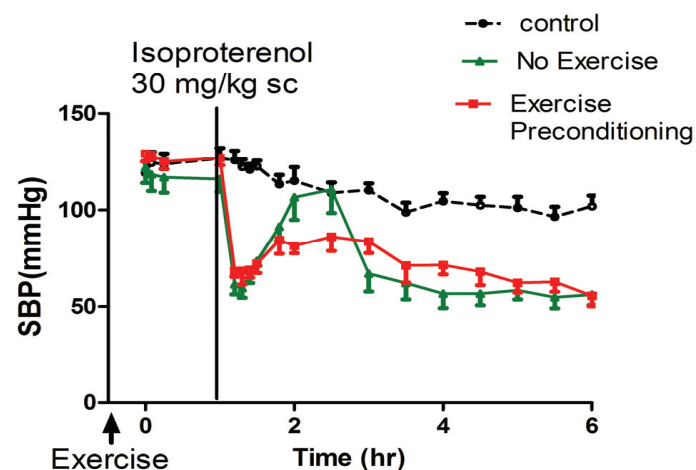 control
No Exercise
Exercise
Preconditioning
Isoproterenol
30 mg/kg sc
150
100
50
0
SBP(mmHg)
0 2 4 6
Exercise
Time (hr)